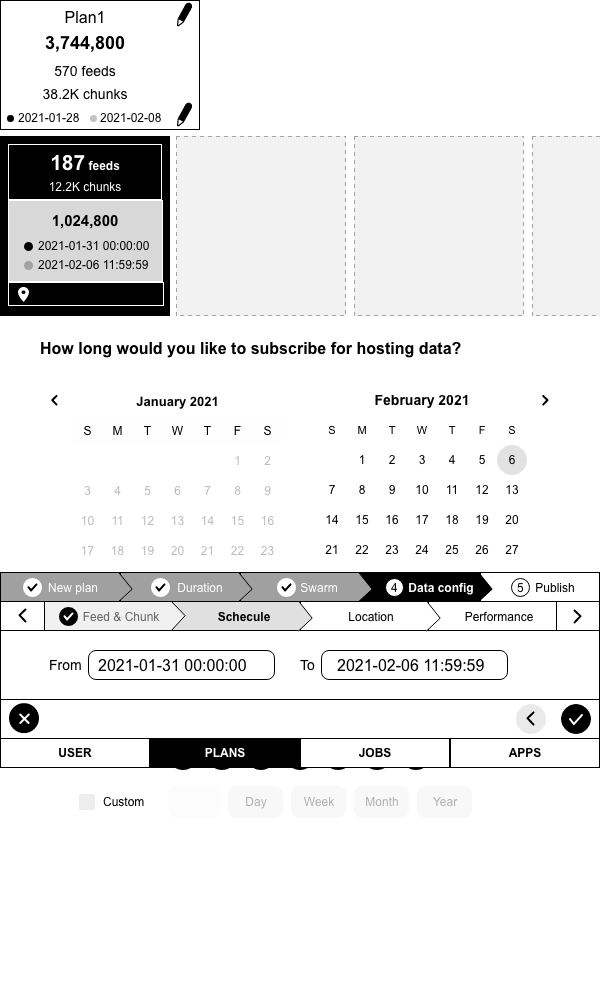 Plan1
3,744,800
570 feeds
38.2K chunks
2021-01-28 2021-02-08
187 feeds
12.2K chunks
1,024,800
2021-01-31 00:00:00
2021-02-06 11:59:59
How long would you like to subscribe for hosting data?
January 2021
S M T W T F S
1 2
3 4 5 6 7 8 9
10 11 12 13 14 15 16
17 18 19 20 21 22 23
February 2021
S M T W T F S
1 2 3 4 5 6
7 8 9 10 11 12 13
14 15 16 17 18 19 20
21 22 23 24 25 26 27
New plan Duration Swarm 4 Data config 5 Publish
Feed & Chunk Schecule Location Performance
From 2021-01-31 00:00:00 To 2021-02-06 11:59:59
USER PLANS JOBS APPS
Custom Day Week Month Year